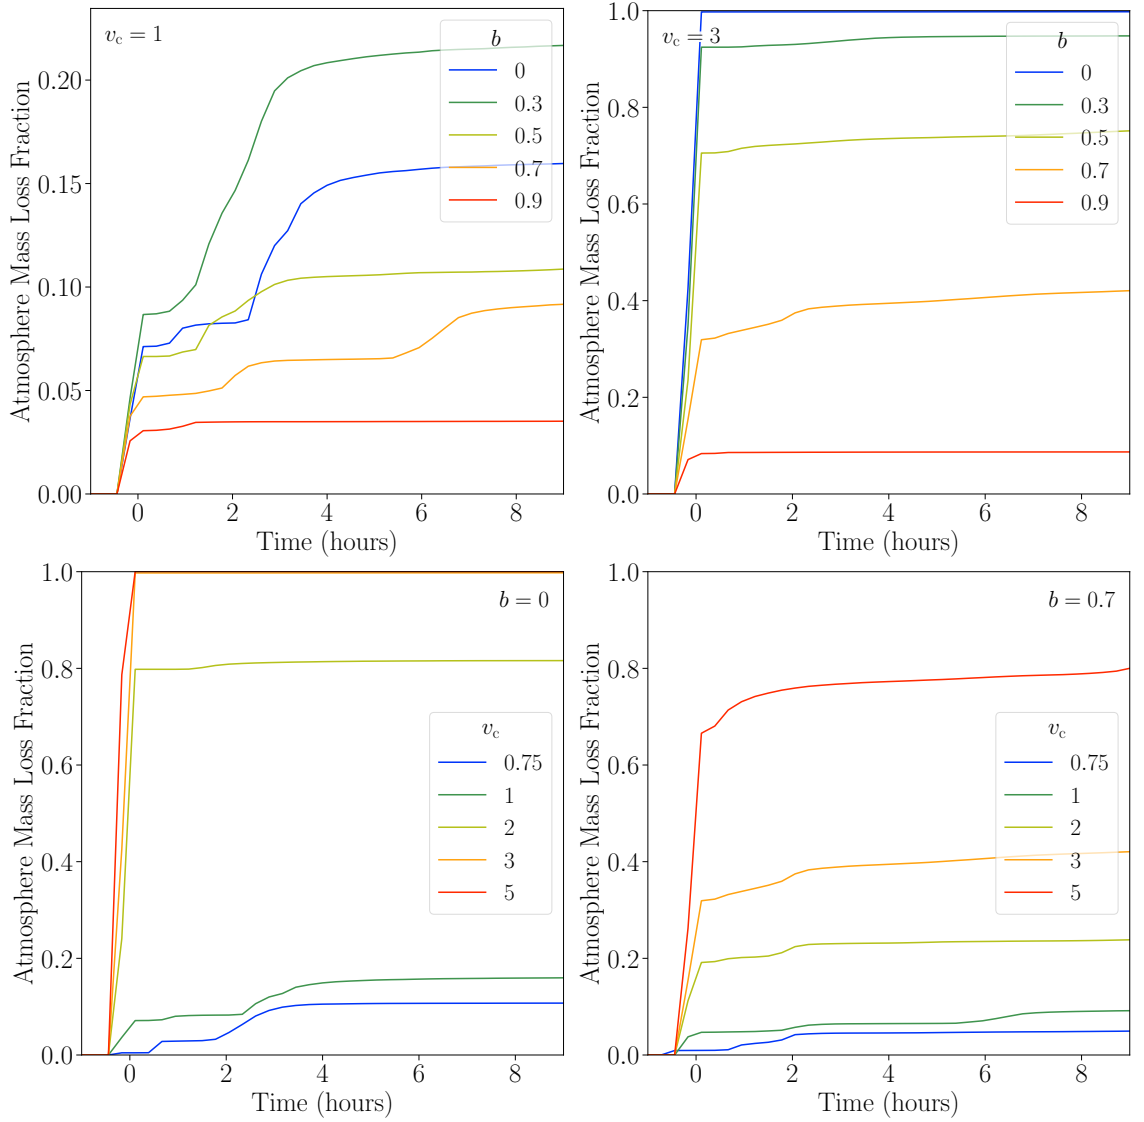 v_c = 1
b
0
0.3
0.5
0.7
0.9
0.20
0.15
0.10
0.05
0.00
0 2 4 6 8
Time (hours)
Atmosphere Mass Loss Fraction
v_c = 3
b
0
0.3
0.5
0.7
0.9
1.0
0.8
0.6
0.4
0.2
0.0
0 2 4 6 8
Time (hours)
Atmosphere Mass Loss Fraction
b = 0
v_c
0.75
1
2
3
5
1.0
0.8
0.6
0.4
0.2
0.0
0 2 4 6 8
Time (hours)
Atmosphere Mass Loss Fraction
b = 0.7
v_c
0.75
1
2
3
5
1.0
0.8
0.6
0.4
0.2
0.0
0 2 4 6 8
Time (hours)
Atmosphere Mass Loss Fraction